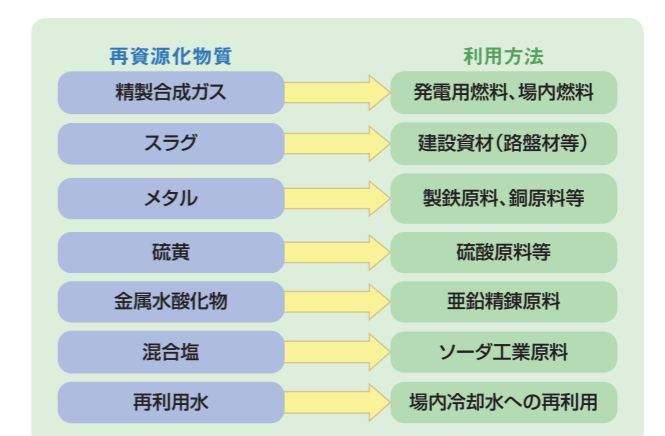 再資源化物質 利用方法
精製合成ガス 発電用燃料、場内燃料
スラグ 建設資材(路盤材等)
メタル 製鉄原料、銅原料等
硫黄 硫酸原料等
金属水酸化物 亜鉛精錬原料
混合塩 ソーダ工業原料
再利用水 場内冷却水への再利用